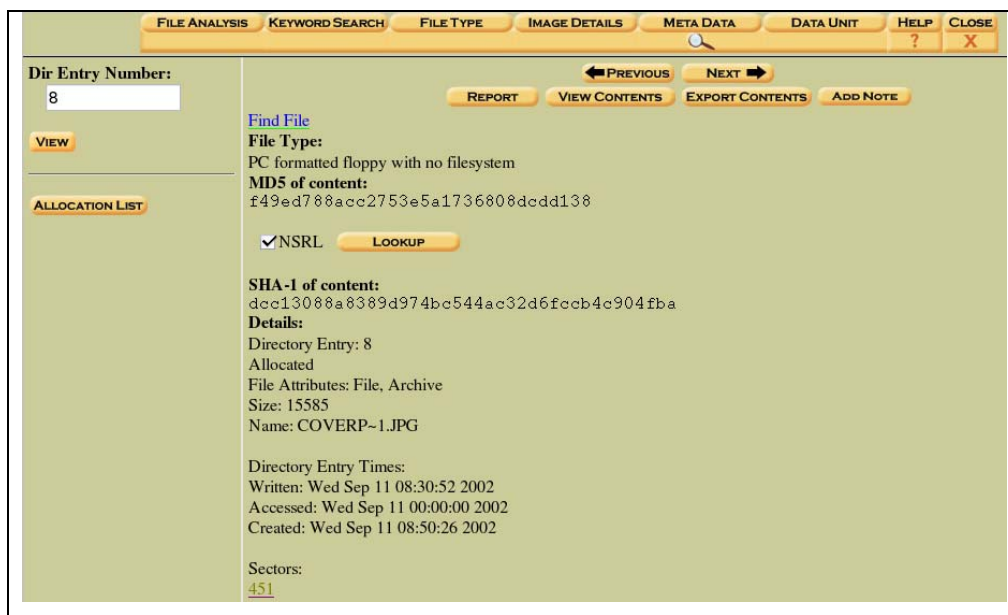 FILE ANALYSIS KEYWORD SEARCH FILE TYPE IMAGE DETAILS META DATA DATA UNIT HELP CLOSE
? X
Dir Entry Number:
8
VIEW
ALLOCATION LIST
PREVIOUS NEXT
REPORT VIEW CONTENTS EXPORT CONTENTS ADD NOTE
Find File
File Type:
PC formatted floppy with no filesystem
MD5 of content:
f49ed788acc2753e5a1736808dcdd138
NSRL LOOKUP
SHA-1 of content:
dcc13088a8389d974bc544ac32d6fccb4c904fba
Details:
Directory Entry: 8
Allocated
File Attributes: File, Archive
Size: 15585
Name: COVERP~1.JPG
Directory Entry Times:
Written: Wed Sep 11 08:30:52 2002
Accessed: Wed Sep 11 00:00:00 2002
Created: Wed Sep 11 08:50:26 2002
Sectors:
451